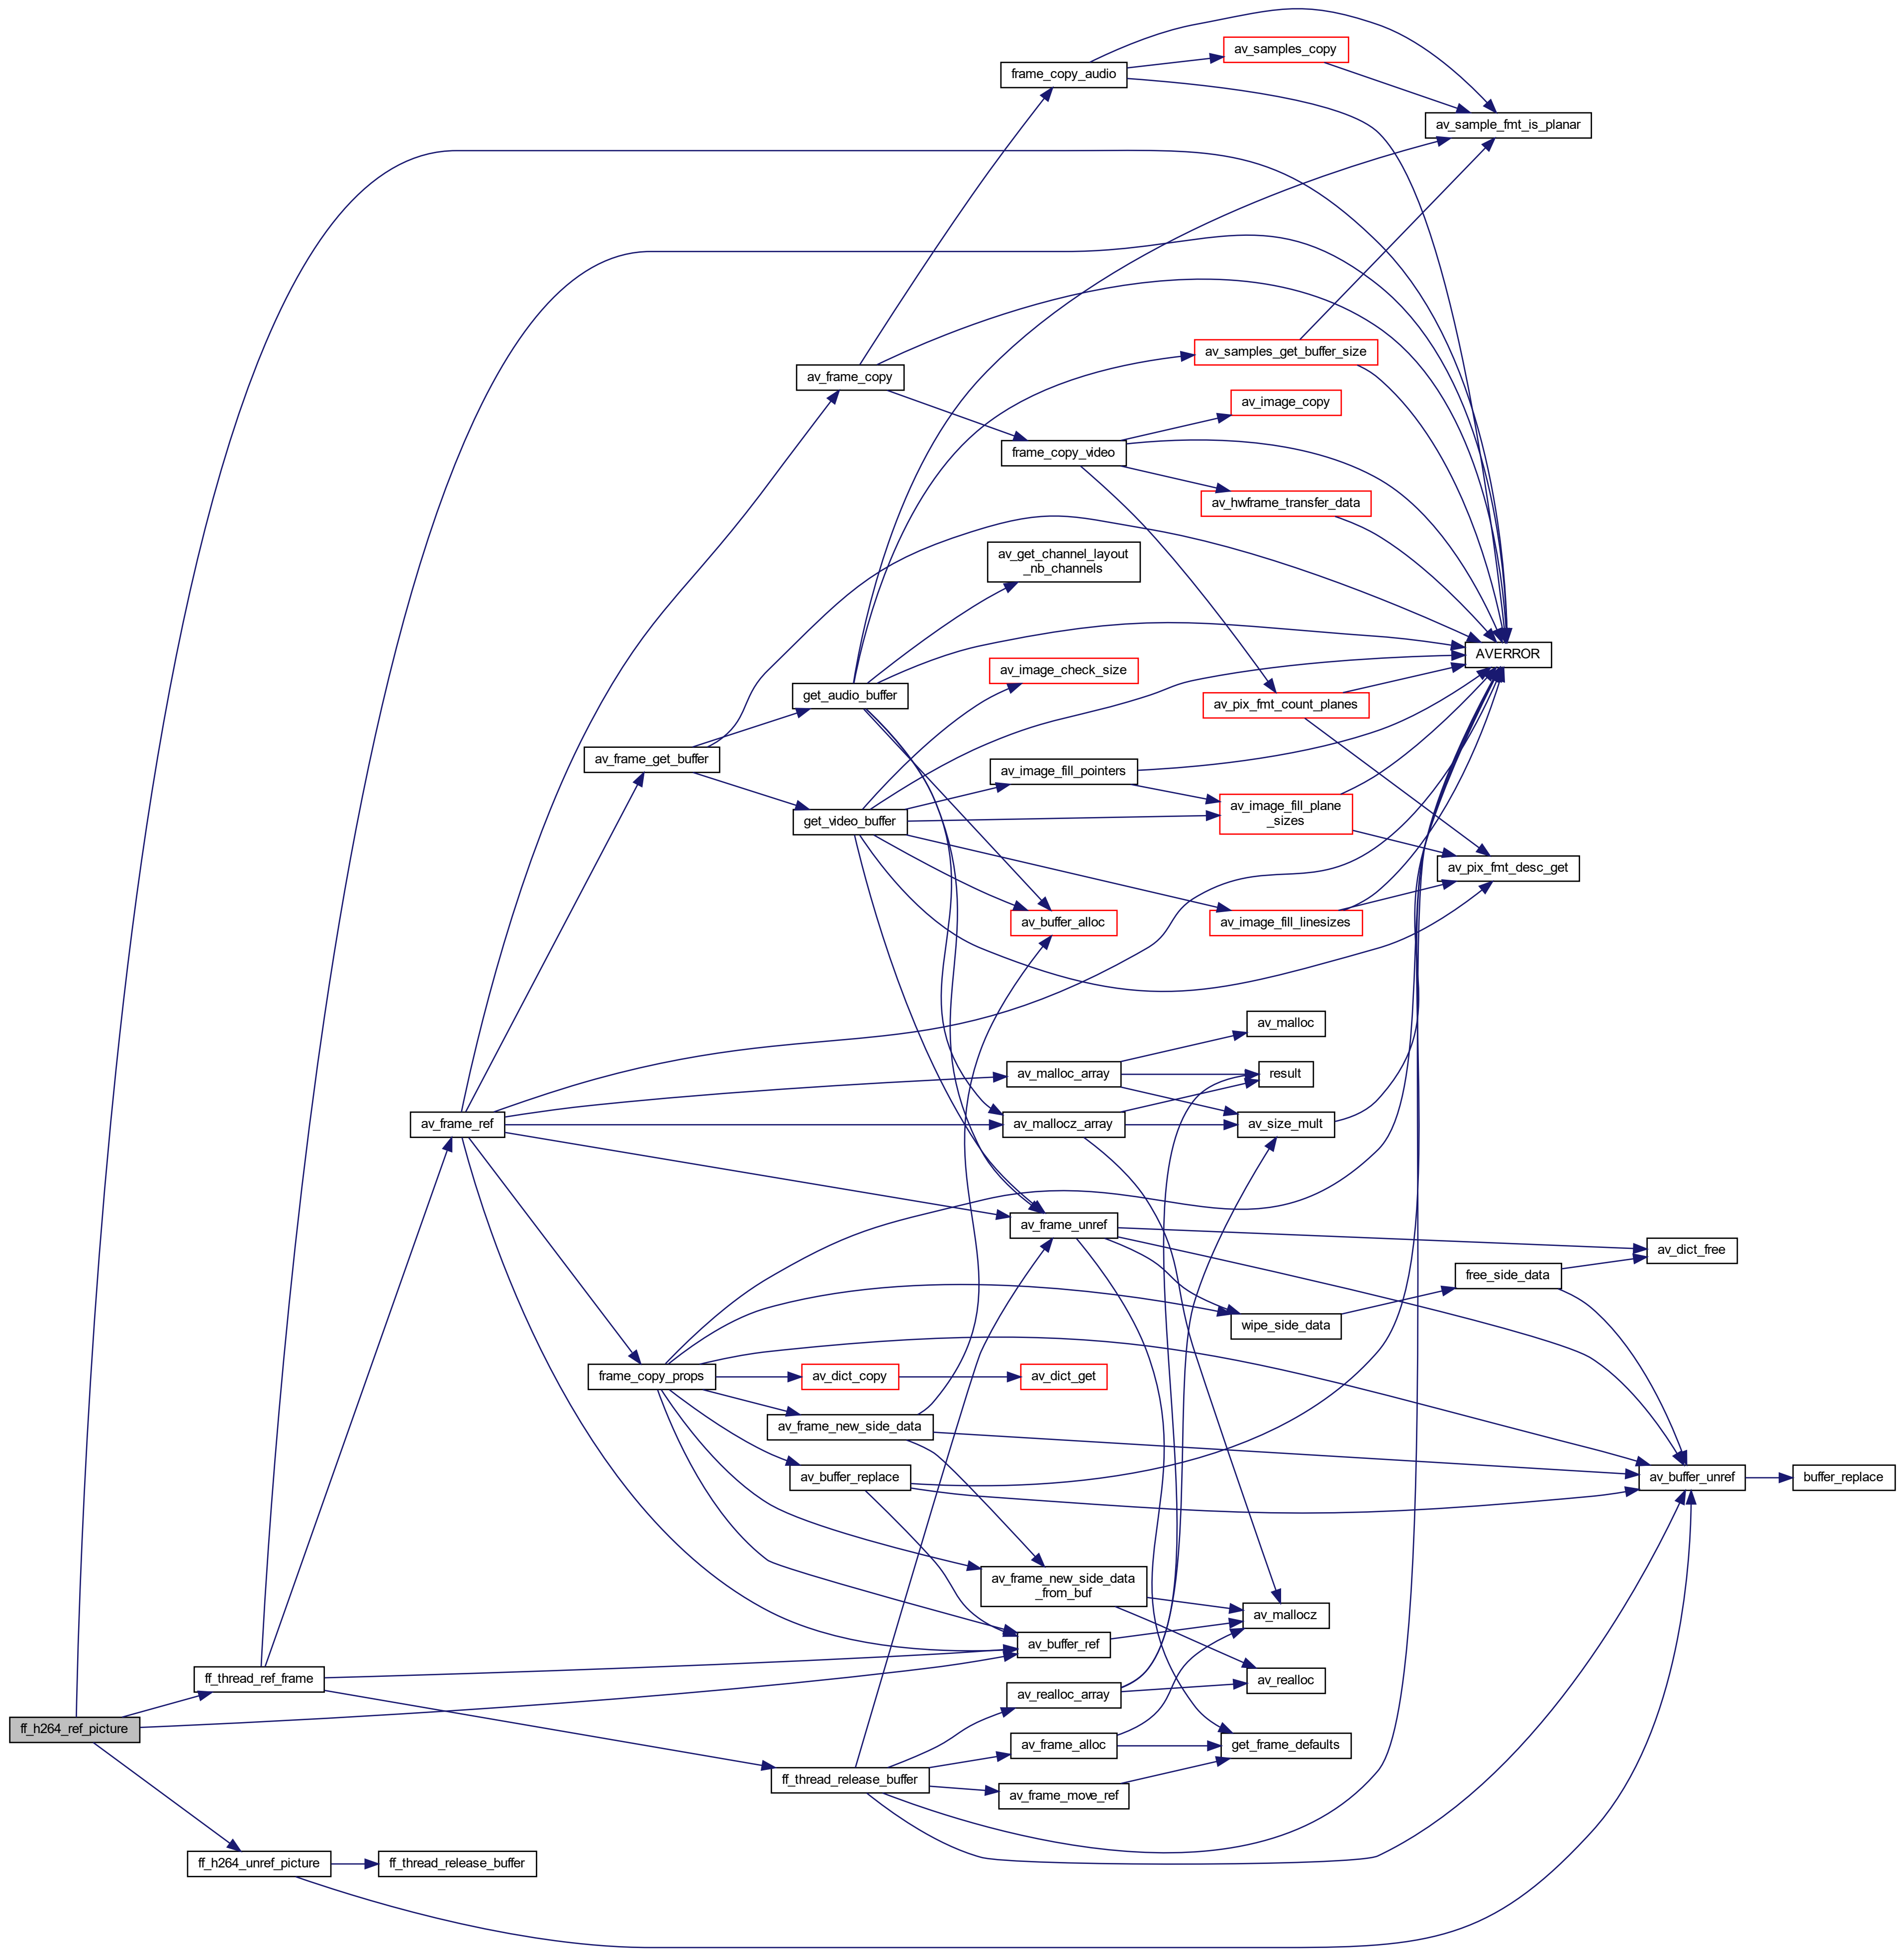 av_samples_copy
frame_copy_audio
av_sample_fmt_is_planar
av_samples_get_buffer_size
av_frame_copy
av_image_copy
frame_copy_video
av_hwframe_transfer_data
av_get_channel_layout
_nb_channels
AVERROR
av_image_check_size
get_audio_buffer
av_pix_fmt_count_planes
av_frame_get_buffer
av_image_fill_pointers
av_image_fill_plane
_sizes
get_video_buffer
av_pix_fmt_desc_get
av_buffer_alloc
av_image_fill_linesizes
av_malloc
av_malloc_array
result
av_frame_ref
av_mallocz_array
av_size_mult
av_frame_unref
av_dict_free
free_side_data
wipe_side_data
frame_copy_props
av_dict_copy
av_dict_get
av_frame_new_side_data
av_buffer_replace
av_buffer_unref
buffer_replace
av_frame_new_side_data
_from_buf
av_mallocz
av_buffer_ref
ff_thread_ref_frame
av_realloc
av_realloc_array
ff_h264_ref_picture
av_frame_alloc
get_frame_defaults
ff_thread_release_buffer
av_frame_move_ref
ff_h264_unref_picture
ff_thread_release_buffer